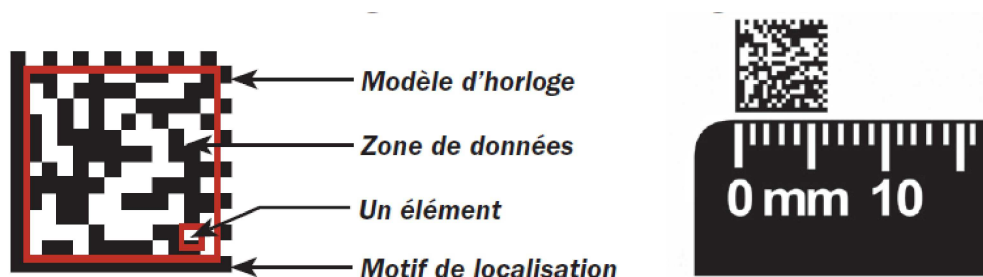 Modèle d'horloge
Zone de données
Un élément
Motif de localisation
0 mm 10